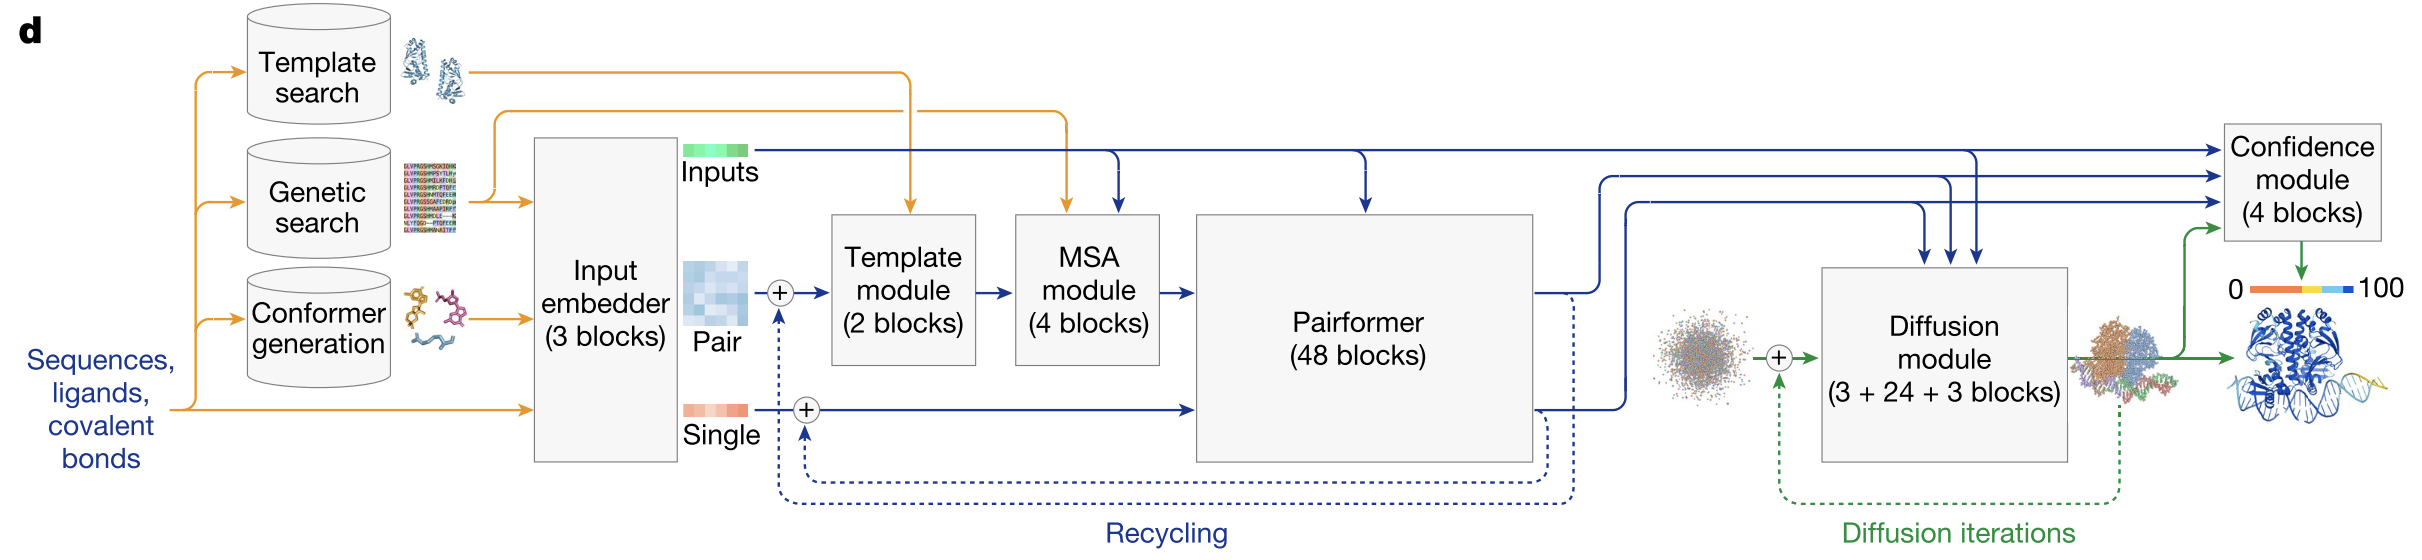 d
Template
search
Genetic
search
Conformer
generation
Sequences,
ligands,
covalent
bonds
Input
embedder
(3 blocks)
Inputs
Pair
Single
Template
module
(2 blocks)
MSA
module
(4 blocks)
Pairformer
(48 blocks)
Recycling
Diffusion
module
(3 + 24 + 3 blocks)
Diffusion iterations
Confidence
module
(4 blocks)
0 100